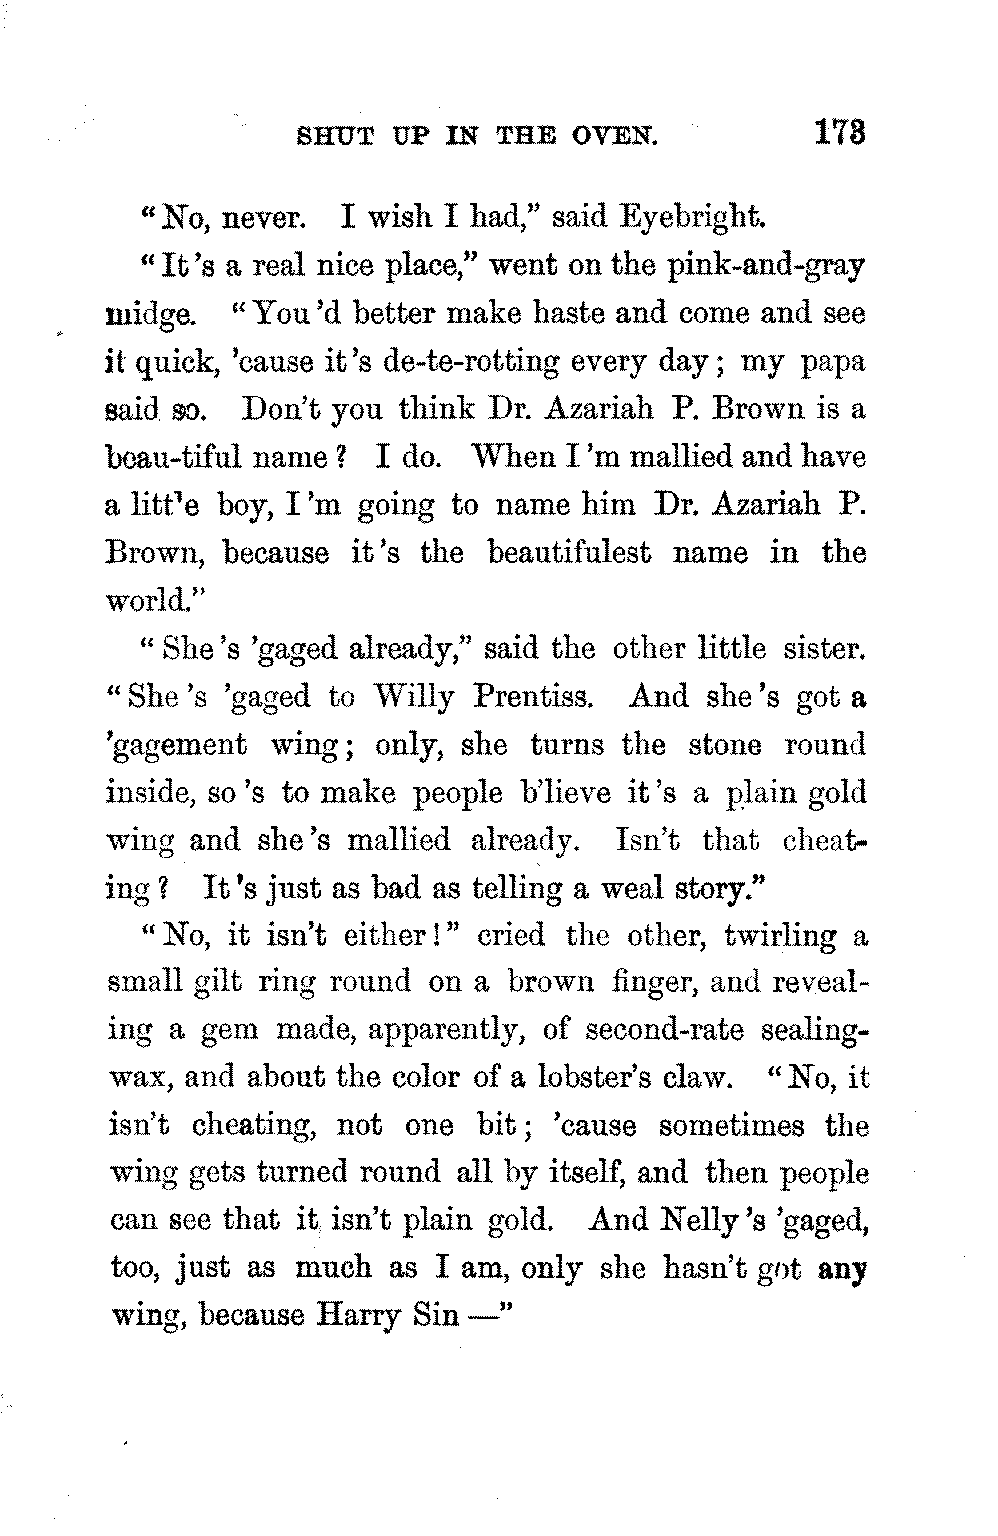 SHUT UP IN THE OVEN. 173
“No, never. I wish I had,” said Eyebright.
“It 's a real nice place,” went on the pink-and-gray
midge. “You 'd better make haste and come and see
it quick, 'cause it 's de-te-rotting every day; my papa
said so. Don't you think Dr. Azariah P. Brown is a
beau-tiful name? I do. When I 'm mallied and have
a little boy, I 'm going to name him Dr. Azariah P.
Brown, because it 's the beautifulest name in the
world.”
“She 's 'gaged already,” said the other little sister.
“She 's 'gaged to Willy Prentiss. And she 's got a
'gagement wing; only, she turns the stone round
inside, so 's to make people b'lieve it 's a plain gold
wing and she 's mallied already. Isn't that cheat-
ing? It 's just as bad as telling a weal story.”
“No, it isn't either!” cried the other, twirling a
small gilt ring round on a brown finger, and reveal-
ing a gem made, apparently, of second-rate sealing-
wax, and about the color of a lobster's claw. “No, it
isn't cheating, not one bit; 'cause sometimes the
wing gets turned round all by itself, and then people
can see that it isn't plain gold. And Nelly 's 'gaged,
too, just as much as I am, only she hasn't got any
wing, because Harry Sin —”